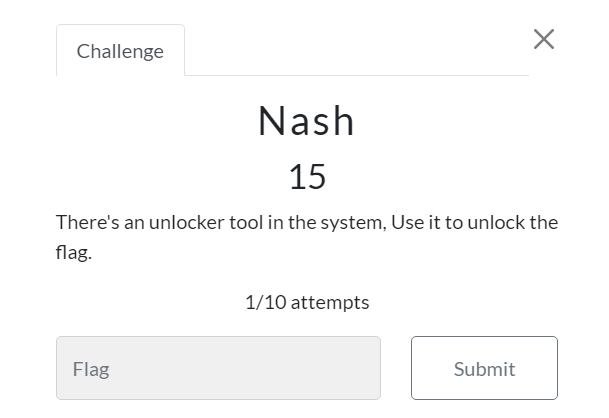 Challenge
Nash
15
There's an unlocker tool in the system, Use it to unlock the
flag.
1/10 attempts
Flag
Submit